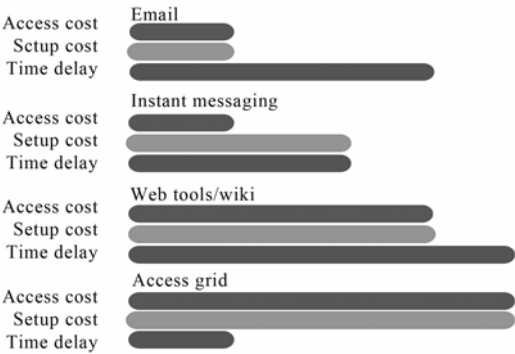 Email
Access cost
Sctup cost
Time delay
Instant messaging
Access cost
Setup cost
Time delay
Web tools/wiki
Access cost
Setup cost
Time delay
Access grid
Access cost
Setup cost
Time delay